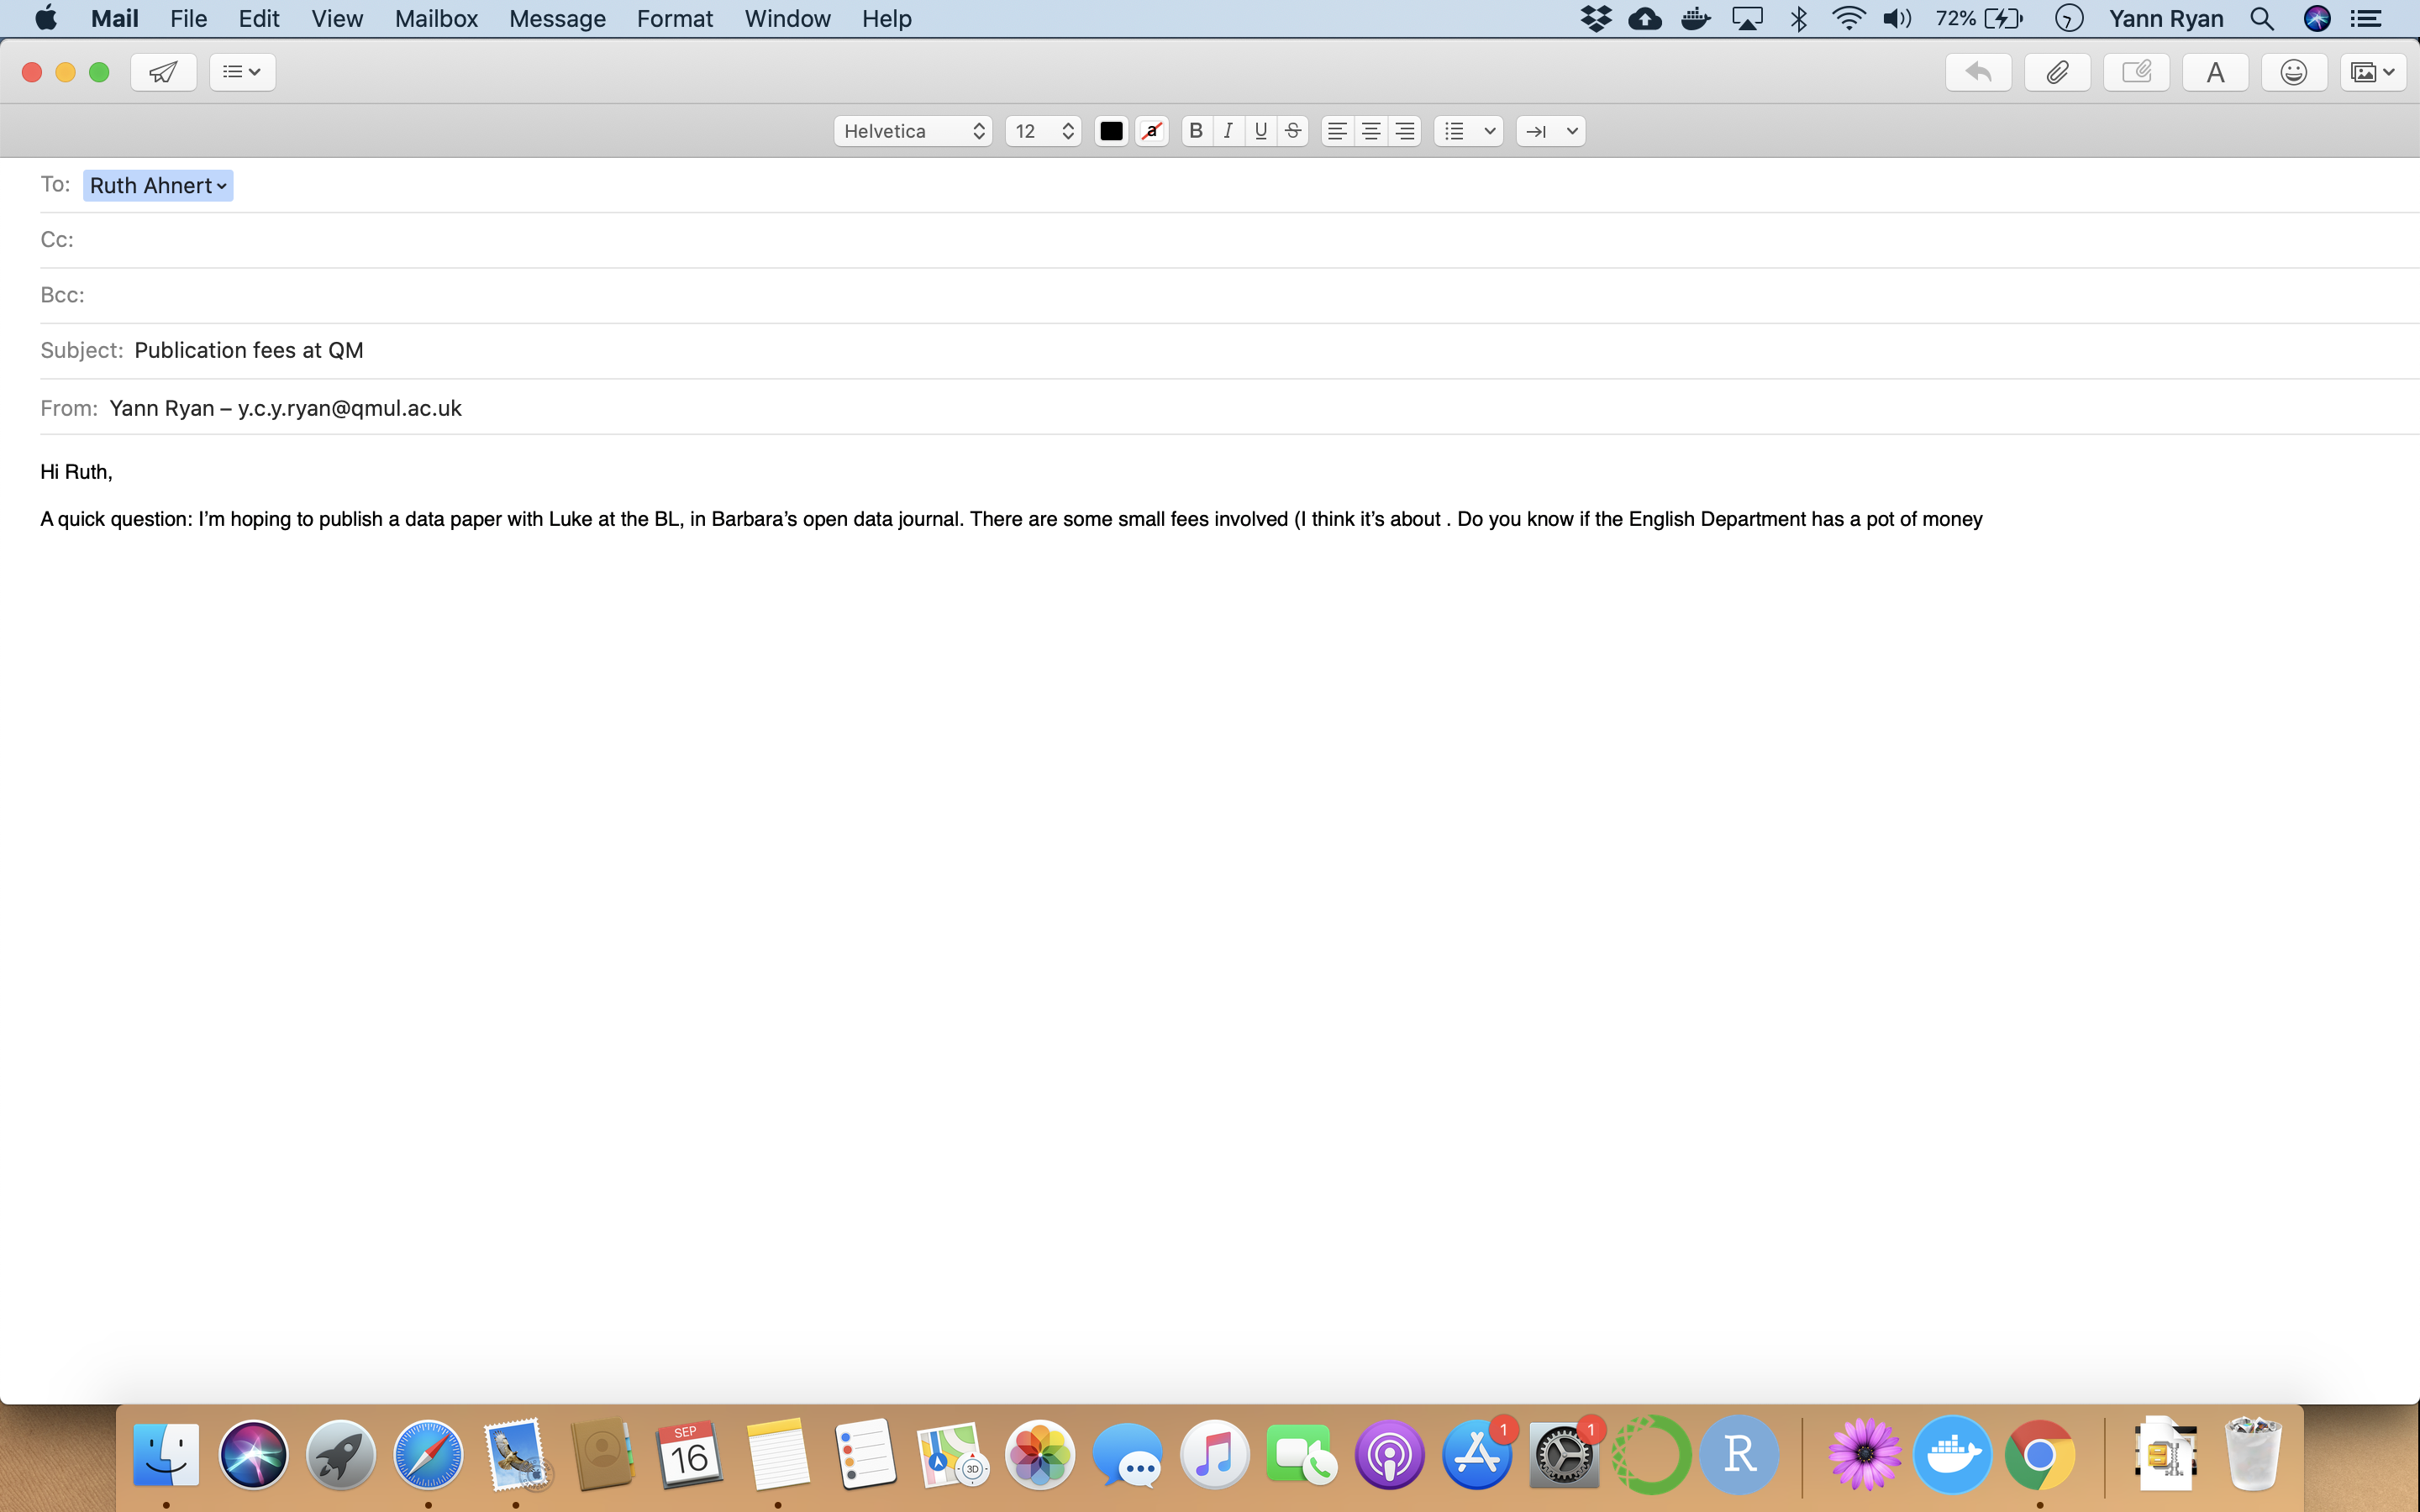 Mail File Edit View Mailbox Message Format Window Help 72% Yann Ryan
A
Helvetica 12 a B I U S
To: Ruth Ahnert
Cc:
Bcc:
Subject: Publication fees at QM
From: Yann Ryan – y.c.y.ryan@qmul.ac.uk
Hi Ruth,
A quick question: I’m hoping to publish a data paper with Luke at the BL, in Barbara’s open data journal. There are some small fees involved (I think it’s about . Do you know if the English Department has a pot of money
SEP
16
3D
1
1
R